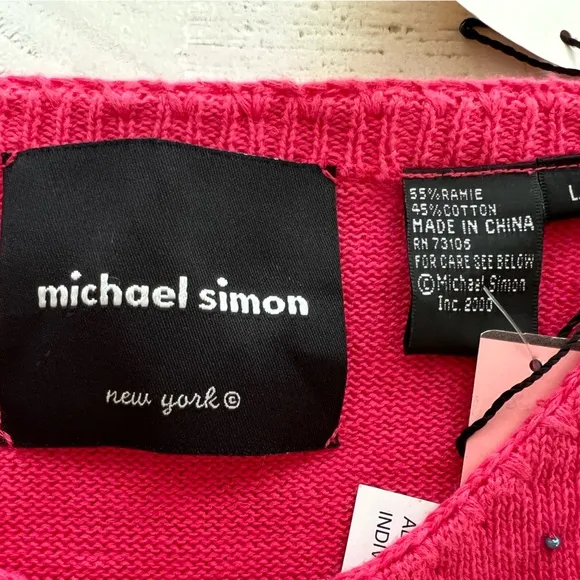 michael simon
new york ©
55% RAMIE
45% COTTON
MADE IN CHINA
RN 73106
FOR CARE SEE BELOW
© Michael Simon
Inc. 2000
L